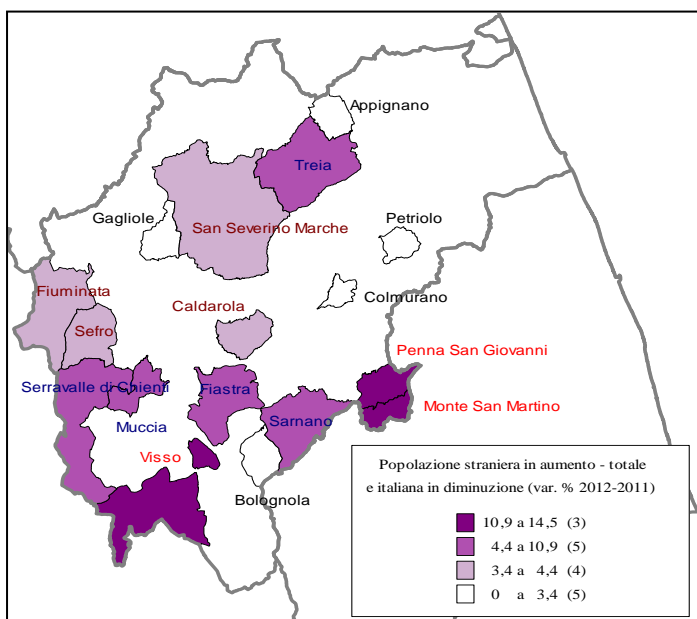 Appignano
Treia
Gagliole
San Severino Marche
Petriolo
Fiuminata
Caldarola
Colmurano
Sefro
Penna San Giovanni
Serravalle di Chienti
Fiastra
Monte San Martino
Muccia
Sarnano
Visso
Bolognola
Popolazione straniera in aumento - totale
e italiana in diminuzione (var. % 2012-2011)
10,9 a 14,5 (3)
4,4 a 10,9 (5)
3,4 a 4,4 (4)
0 a 3,4 (5)